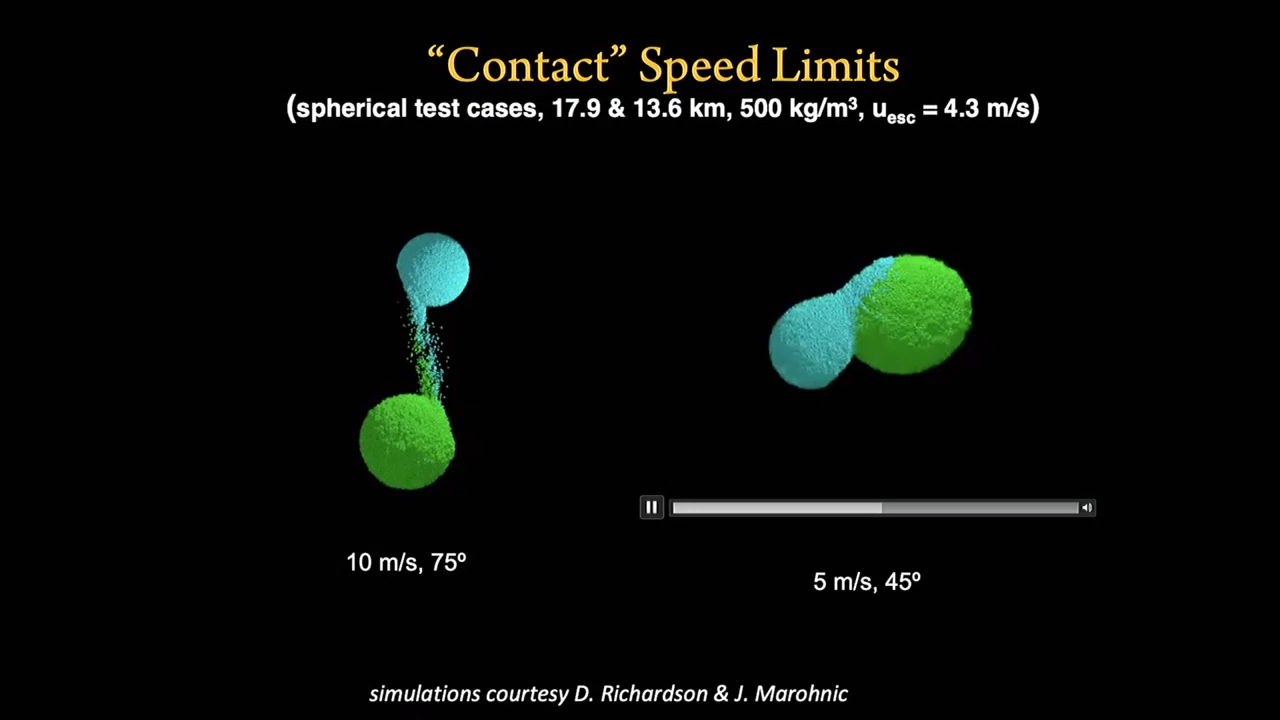 “Contact” Speed Limits
(spherical test cases, 17.9 & 13.6 km, 500 kg/m³, uesc = 4.3 m/s)
10 m/s, 75º
5 m/s, 45º
simulations courtesy D. Richardson & J. Marohnic